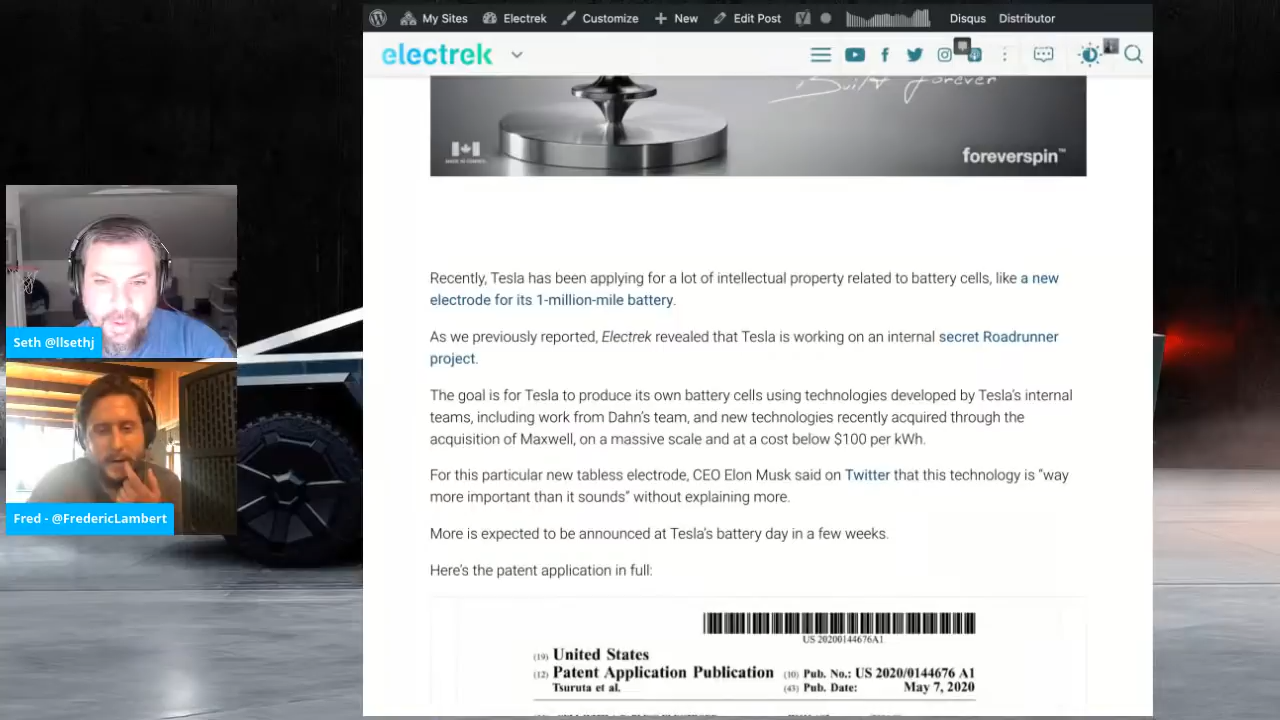 My Sites Electrek Customize New Edit Post Disqus Distributor
electrek
Built Forever
MADE IN CANADA
foreverspin™
Recently, Tesla has been applying for a lot of intellectual property related to battery cells, like a new
electrode for its 1-million-mile battery.
As we previously reported, Electrek revealed that Tesla is working on an internal secret Roadrunner
project.
The goal is for Tesla to produce its own battery cells using technologies developed by Tesla's internal
teams, including work from Dahn's team, and new technologies recently acquired through the
acquisition of Maxwell, on a massive scale and at a cost below $100 per kWh.
For this particular new tabless electrode, CEO Elon Musk said on Twitter that this technology is “way
more important than it sounds” without explaining more.
More is expected to be announced at Tesla's battery day in a few weeks.
Here's the patent application in full:
US 20200144676A1
(19) United States
(12) Patent Application Publication (10) Pub. No.: US 2020/0144676 A1
Tsuruta et al. (43) Pub. Date: May 7, 2020
Seth @llsethj
Fred - @FredericLambert